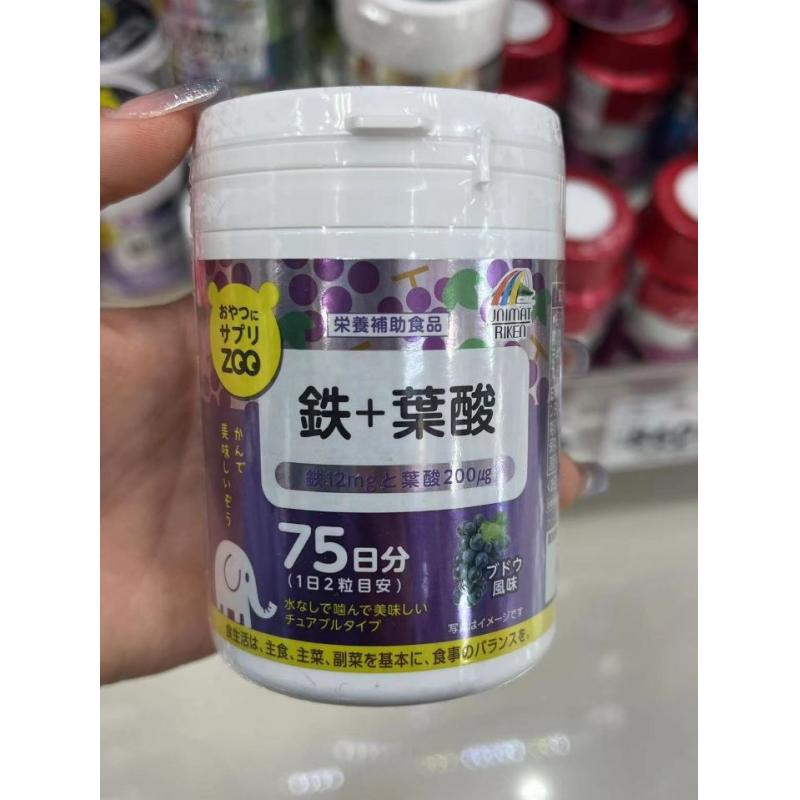 おやつに
サプリ
ZOO
UNIMAT
RIKEN
栄養補助食品
鉄+葉酸
鉄12mgと葉酸200μg
かんで
美味しいぞう
75日分
(1日2粒目安)
水なしで噛んで美味しい
チュアブルタイプ
ブドウ
風味
写真はイメージです
食生活は、主食、主菜、副菜を基本に、食事のバランスを。